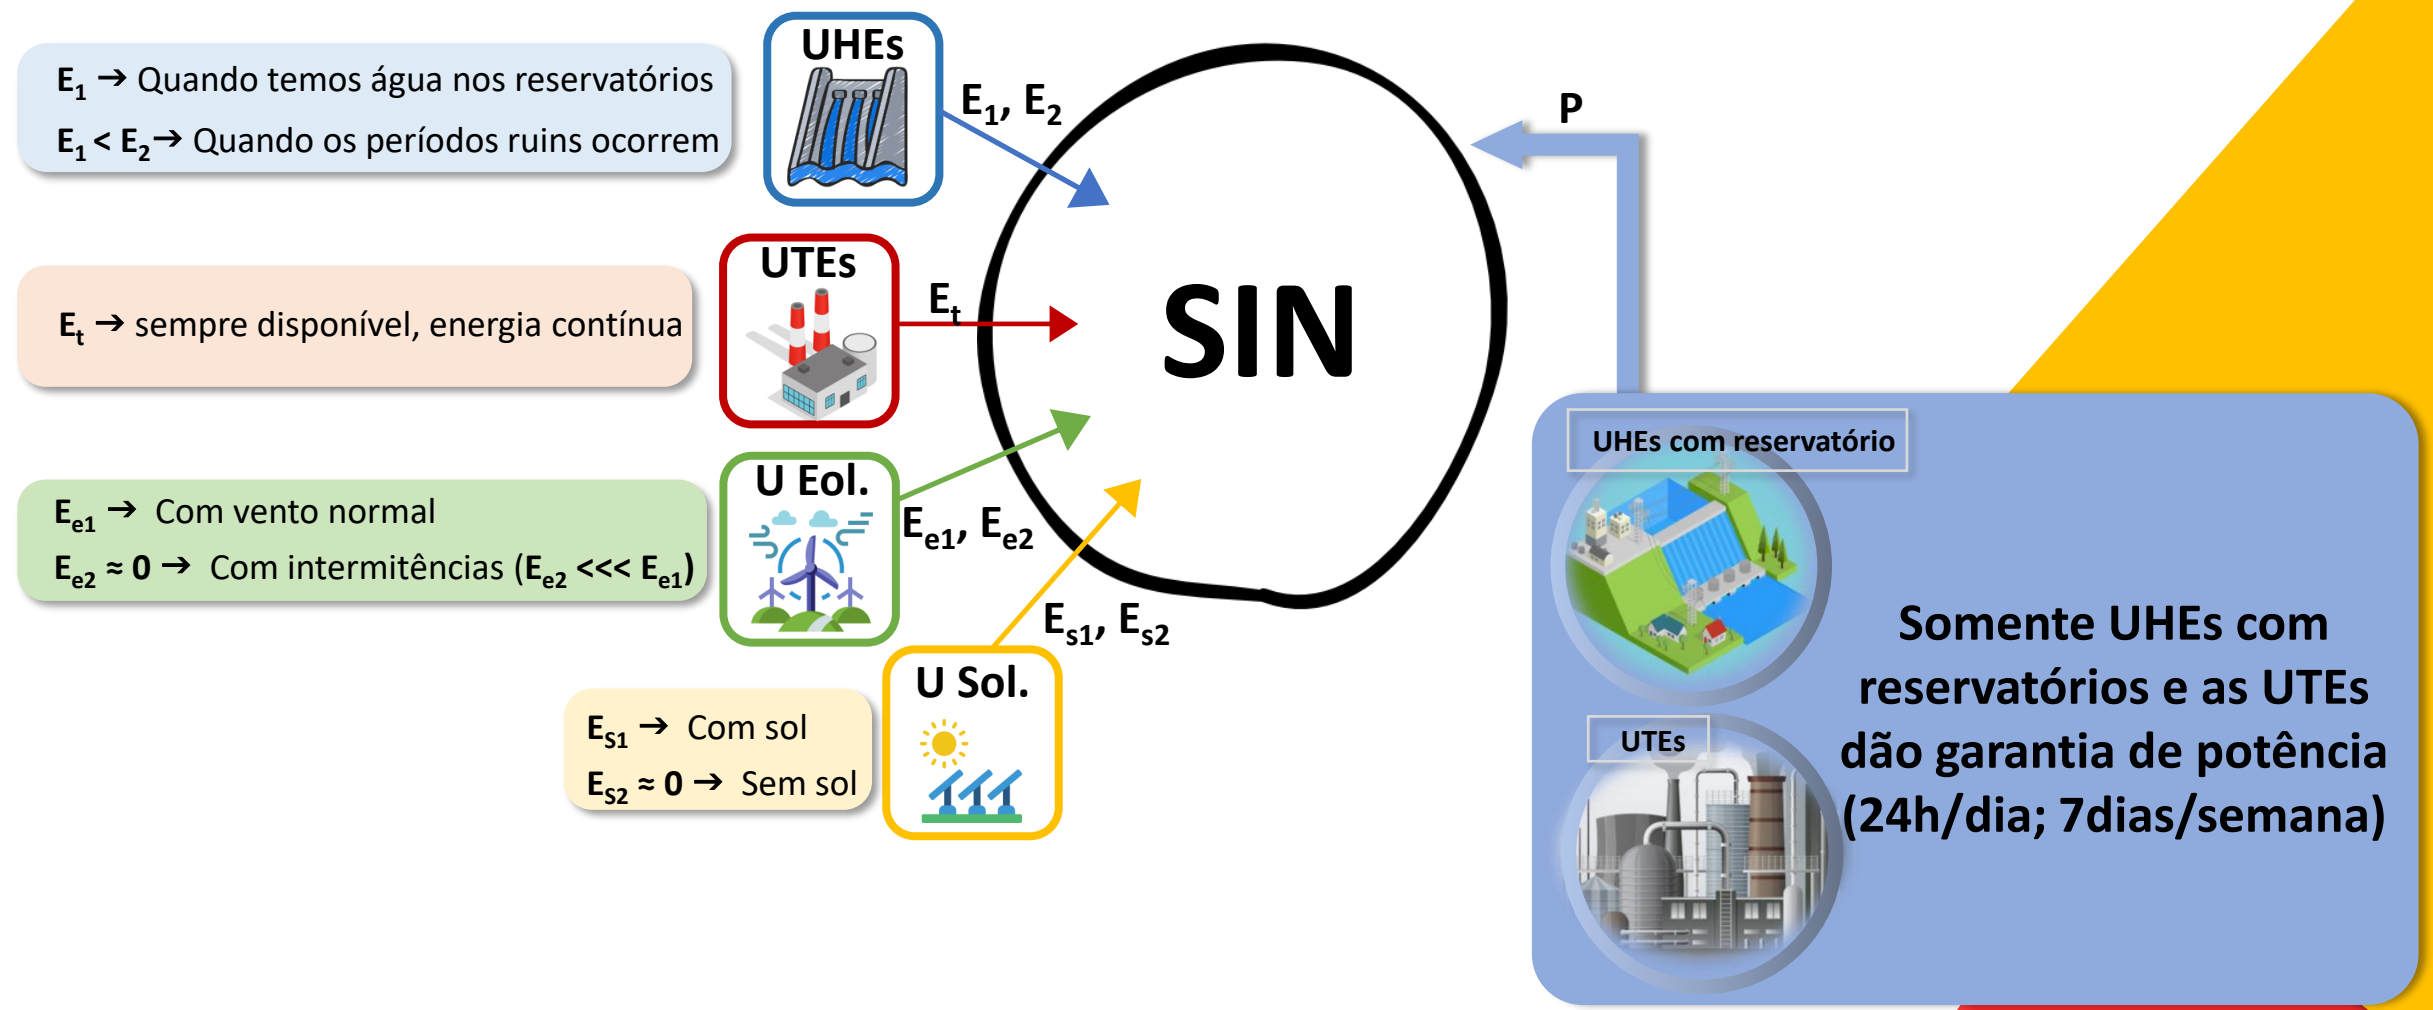 UHEs
E₁ → Quando temos água nos reservatórios
E₁ < E₂ → Quando os períodos ruins ocorrem
E₁, E₂
P
UTEs
Eₜ → sempre disponível, energia contínua
Eₜ
SIN
U Eol.
Ee1 → Com vento normal
Ee2 ≈ 0 → Com intermitências (Ee2 <<< Ee1)
Ee1, Ee2
Es1, Es2
U Sol.
ES1 → Com sol
ES2 ≈ 0 → Sem sol
UHEs com reservatório
UTEs
Somente UHEs com
reservatórios e as UTEs
dão garantia de potência
(24h/dia; 7dias/semana)